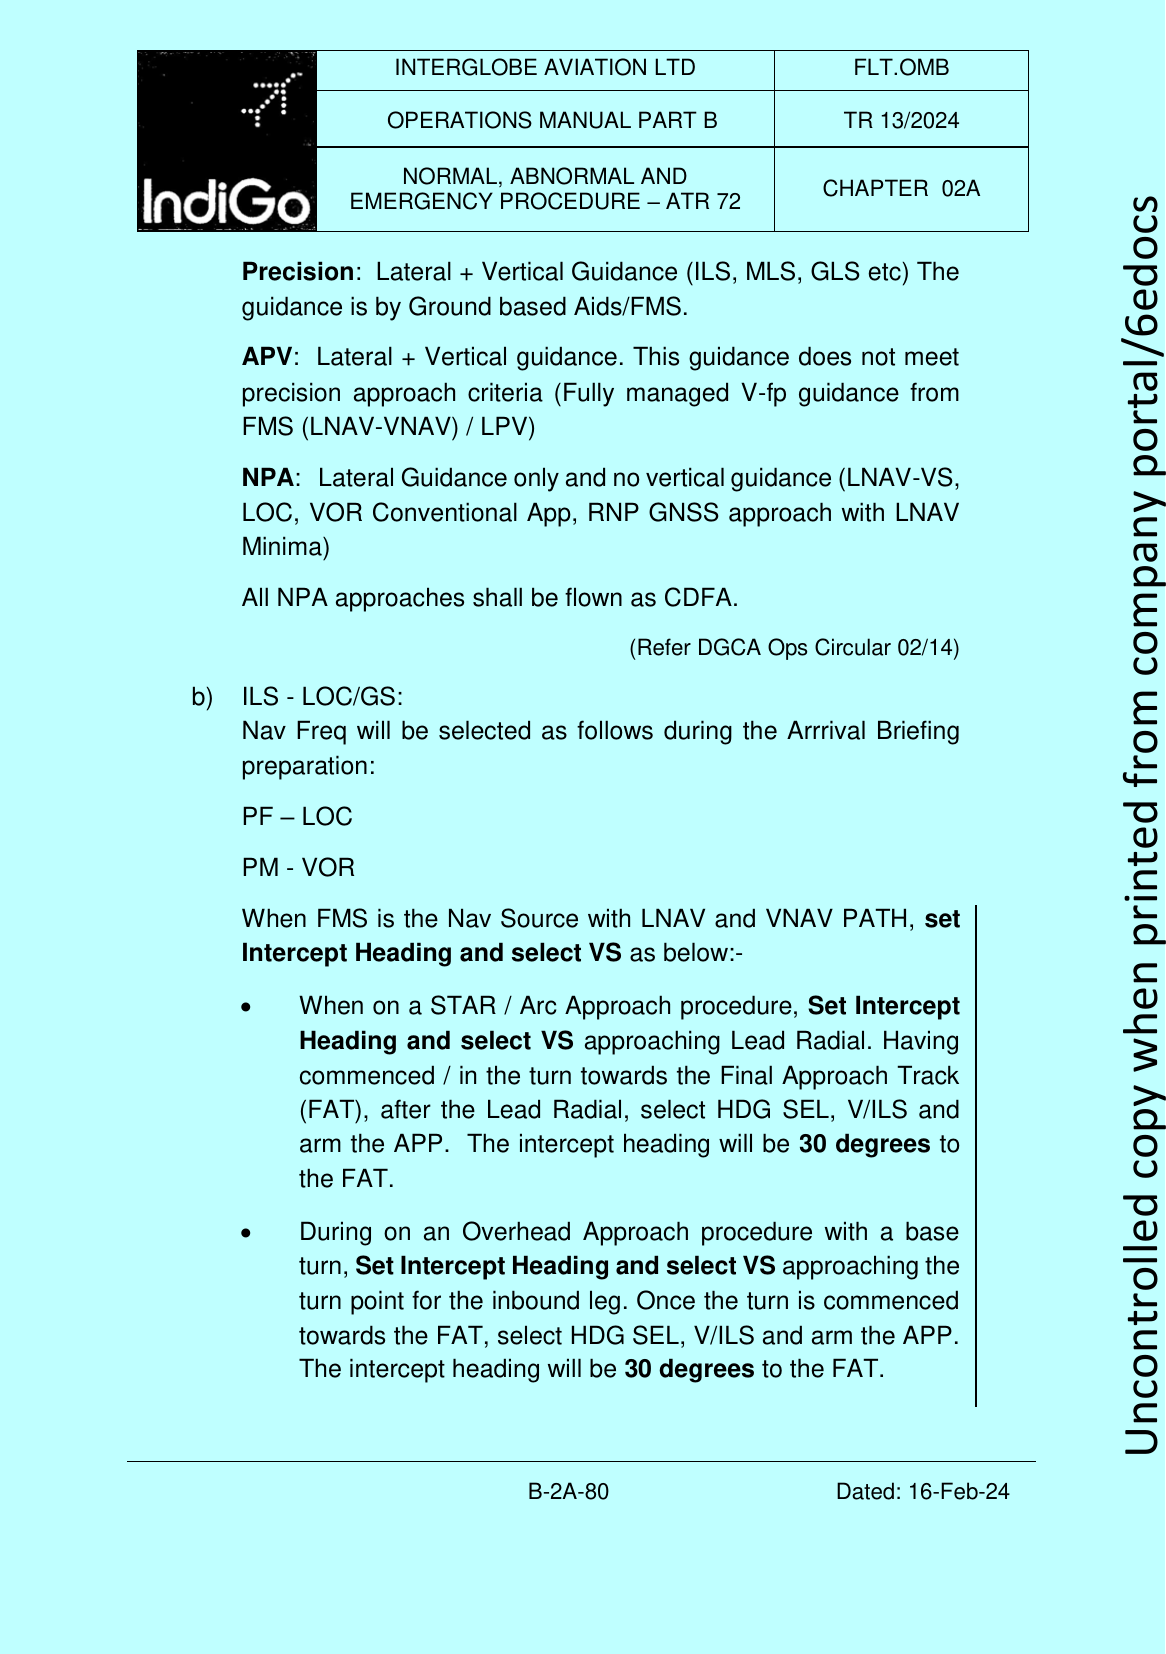 IndiGo
INTERGLOBE AVIATION LTD
FLT.OMB
OPERATIONS MANUAL PART B
TR 13/2024
NORMAL, ABNORMAL AND
EMERGENCY PROCEDURE – ATR 72
CHAPTER 02A
Precision: Lateral + Vertical Guidance (ILS, MLS, GLS etc) The
guidance is by Ground based Aids/FMS.
APV: Lateral + Vertical guidance. This guidance does not meet
precision approach criteria (Fully managed V-fp guidance from
FMS (LNAV-VNAV) / LPV)
NPA: Lateral Guidance only and no vertical guidance (LNAV-VS,
LOC, VOR Conventional App, RNP GNSS approach with LNAV
Minima)
All NPA approaches shall be flown as CDFA.
(Refer DGCA Ops Circular 02/14)
b) ILS - LOC/GS:
Nav Freq will be selected as follows during the Arrrival Briefing
preparation:
PF – LOC
PM - VOR
When FMS is the Nav Source with LNAV and VNAV PATH, set
Intercept Heading and select VS as below:-
• When on a STAR / Arc Approach procedure, Set Intercept
Heading and select VS approaching Lead Radial. Having
commenced / in the turn towards the Final Approach Track
(FAT), after the Lead Radial, select HDG SEL, V/ILS and
arm the APP. The intercept heading will be 30 degrees to
the FAT.
• During on an Overhead Approach procedure with a base
turn, Set Intercept Heading and select VS approaching the
turn point for the inbound leg. Once the turn is commenced
towards the FAT, select HDG SEL, V/ILS and arm the APP.
The intercept heading will be 30 degrees to the FAT.
B-2A-80
Dated: 16-Feb-24
Uncontrolled copy when printed from company portal/6edocs